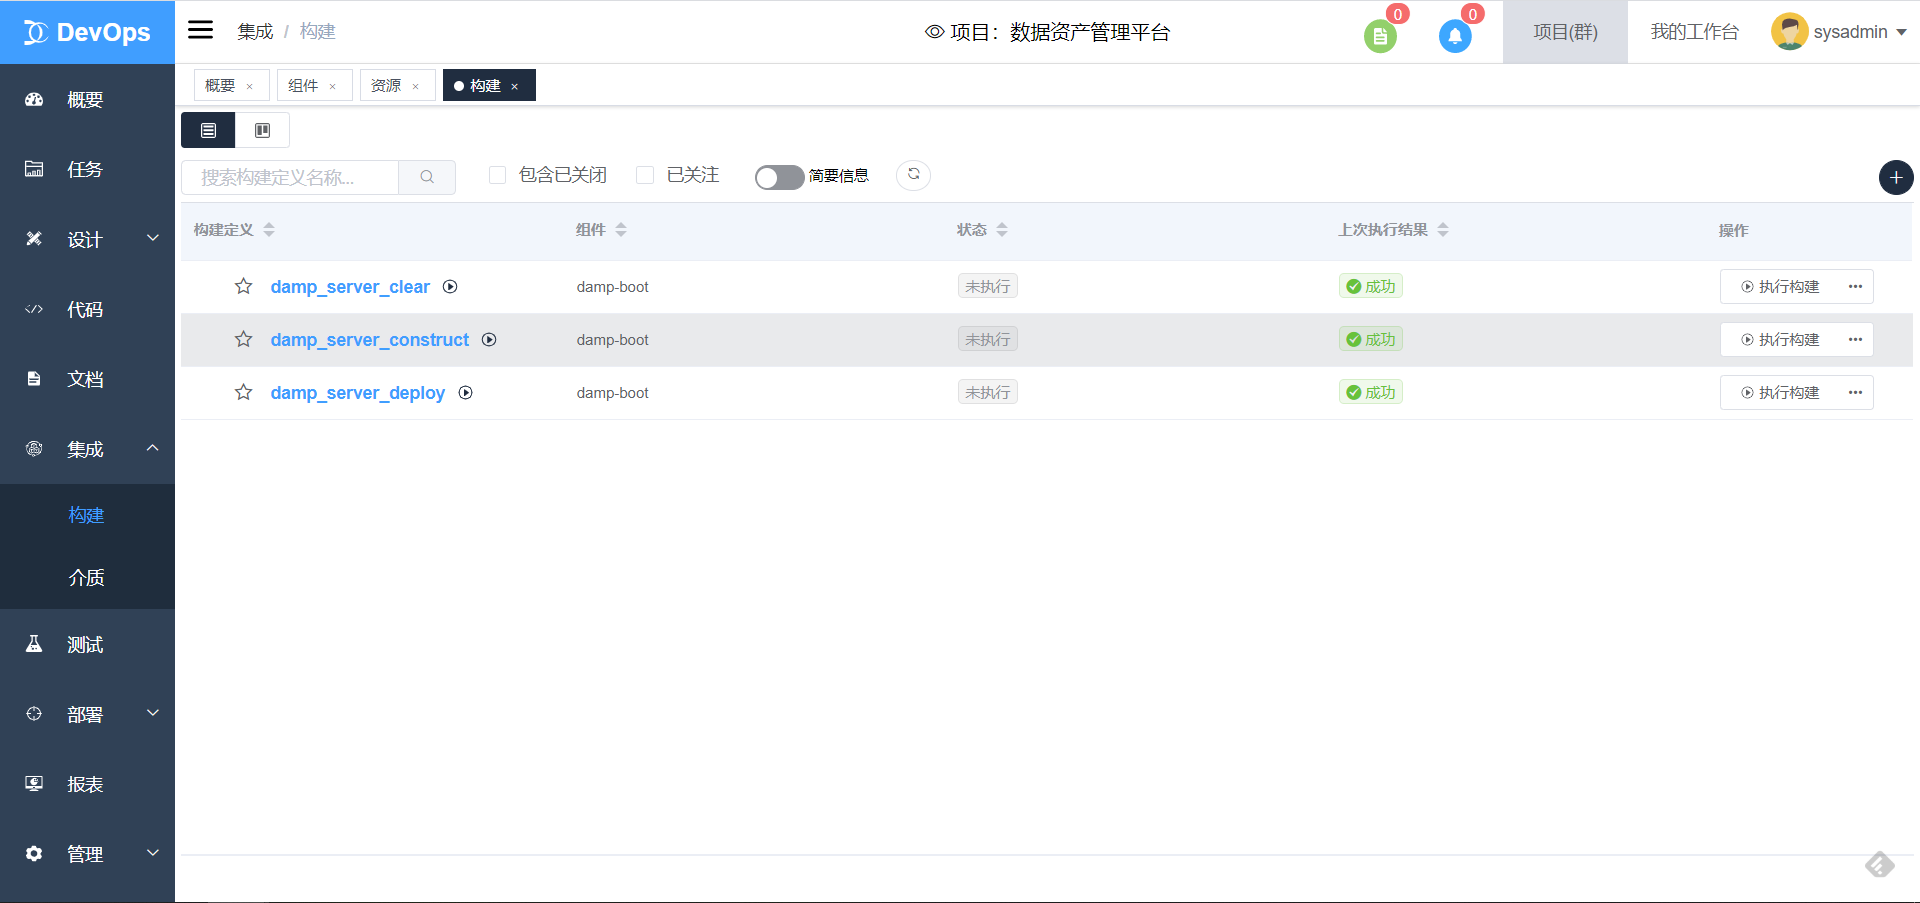 DevOps
集成 / 构建
项目：数据资产管理平台
0
0
项目(群)
我的工作台
sysadmin
概要 ×
组件 ×
资源 ×
构建 ×
概要
任务
设计
代码
文档
集成
构建
介质
测试
部署
报表
管理
搜索构建定义名称...
包含已关闭
已关注
简要信息
构建定义 组件 状态 上次执行结果 操作
damp_server_clear damp-boot 未执行 成功 执行构建 •••
damp_server_construct damp-boot 未执行 成功 执行构建 •••
damp_server_deploy damp-boot 未执行 成功 执行构建 •••